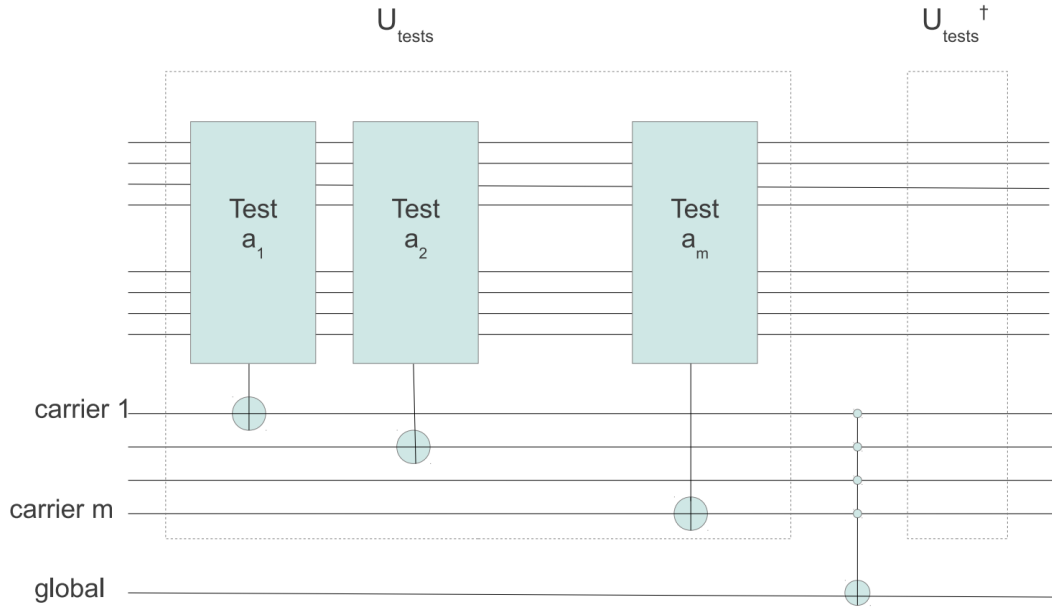 U_tests
U_tests†
Test
a_1
Test
a_2
Test
a_m
carrier 1
carrier m
global